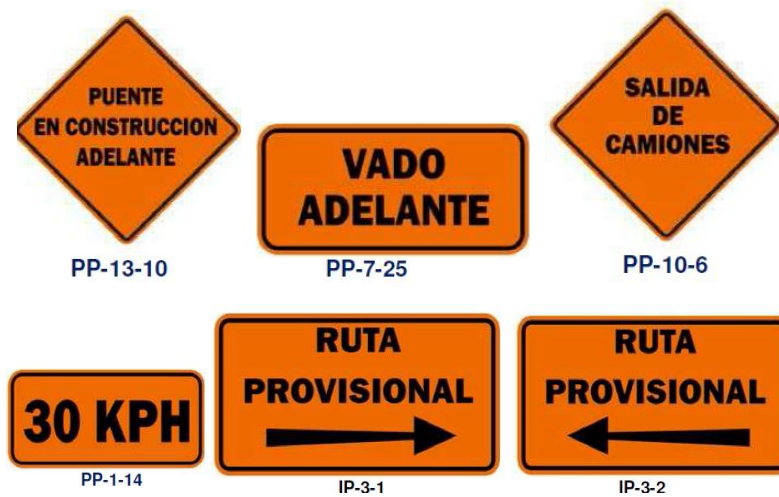 PUENTE
EN CONSTRUCCION
ADELANTE
PP-13-10
VADO
ADELANTE
PP-7-25
SALIDA
DE
CAMIONES
PP-10-6
30 KPH
PP-1-14
RUTA
PROVISIONAL
IP-3-1
RUTA
PROVISIONAL
IP-3-2